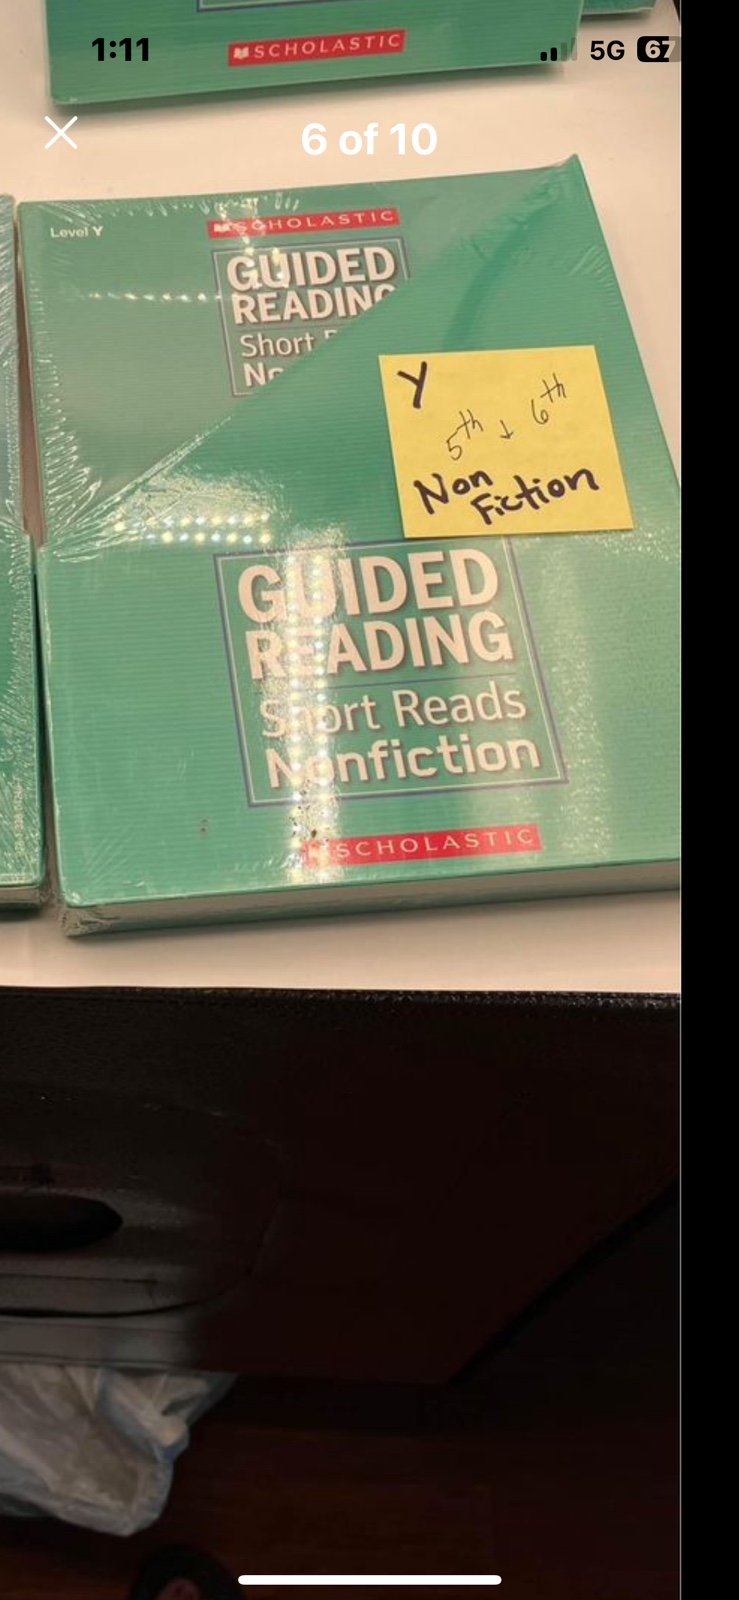 SCHOLASTIC
1:11
5G 67
6 of 10
Level Y
SCHOLASTIC
GUIDED
READING
Short
Y
5th ↓ 6th
Non
Fiction
GUIDED
READING
Short Reads
Nonfiction
SCHOLASTIC